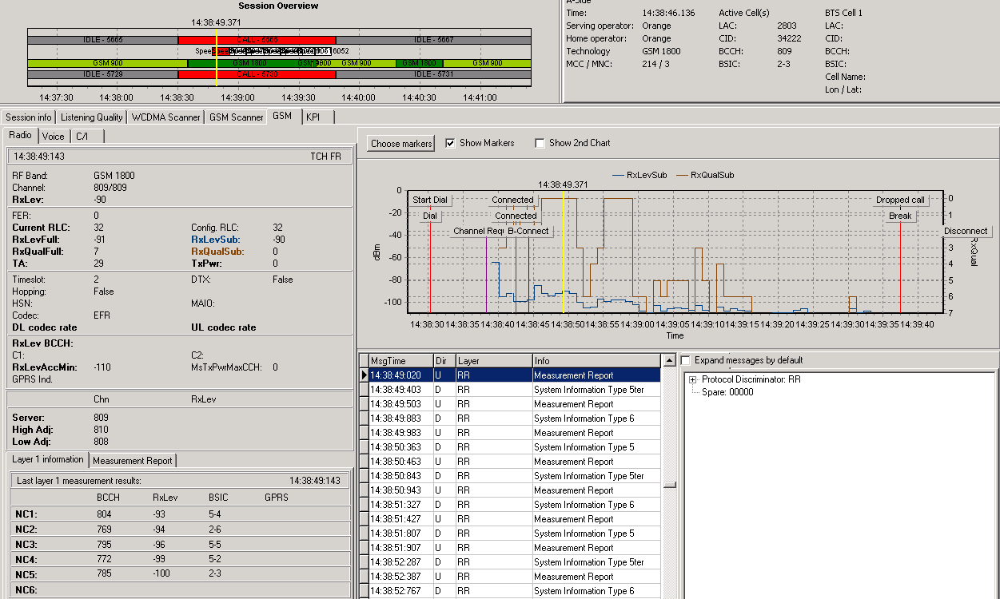 Session Overview
14:38:49.371
IDLE - 5665 CALL - 5666 IDLE - 5667
GSM 900 GSM 1800 GSM 900 GSM 1800 GSM 900
IDLE - 5729 CALL - 5730 IDLE - 5731
14:37:30 14:38:00 14:38:30 14:39:00 14:39:30 14:40:00 14:40:30 14:41:00
A-Side
Time: 14:38:46.136 Active Cell(s) BTS Cell 1
Serving operator: Orange LAC: 2803 LAC:
Home operator: Orange CID: 34222 CID:
Technology GSM 1800 BCCH: 809 BCCH:
MCC / MNC: 214 / 3 BSIC: 2-3 BSIC:
Cell Name:
Lon / Lat:
Session info Listening Quality WCDMA Scanner GSM Scanner GSM KPI
Radio Voice C/I
14:38:49:143 TCH FR
RF Band: GSM 1800
Channel: 809/809
RxLev: -90
FER: 0
Current RLC: 32 Config. RLC: 32
RxLevFull: -91 RxLevSub: -90
RxQualFull: 7 RxQualSub: 0
TA: 29 TxPwr: 0
Timeslot: 2 DTX: False
Hopping: False
HSN: MAIO:
Codec: EFR
DL codec rate UL codec rate
RxLev BCCH:
C1: C2:
RxLevAccMin: -110 MsTxPwrMaxCCH: 0
GPRS Ind.
Chn RxLev
Server: 809
High Adj: 810
Low Adj: 808
Layer 1 information Measurement Report
Last layer 1 measurement results: 14:38:49:143
BCCH RxLev BSIC GPRS
NC1: 804 -93 5-4
NC2: 769 -94 2-6
NC3: 795 -96 5-5
NC4: 772 -99 5-2
NC5: 785 -100 2-3
NC6:
Choose markers Show Markers Show 2nd Chart
RxLevSub RxQualSub
14:38:49.371
Start Dial Connected Dropped call
Dial Connected Break
Channel Requ B-Connect Disconnect
0
-20
-40
-60
-80
-100
dBm
0
1
3
4
5
6
7
RxQual
14:38:30 14:38:35 14:38:40 14:38:45 14:38:50 14:38:55 14:39:00 14:39:05 14:39:10 14:39:15 14:39:20 14:39:25 14:39:30 14:39:35 14:39:40
Time
MsgTime Dir Layer Info
14:38:49:020 U RR Measurement Report
14:38:49:403 D RR System Information Type 5ter
14:38:49:503 U RR Measurement Report
14:38:49:883 D RR System Information Type 6
14:38:49:983 U RR Measurement Report
14:38:50:363 D RR System Information Type 5
14:38:50:463 U RR Measurement Report
14:38:50:843 D RR System Information Type 5ter
14:38:50:943 U RR Measurement Report
14:38:51:327 D RR System Information Type 6
14:38:51:427 U RR Measurement Report
14:38:51:807 D RR System Information Type 5
14:38:51:907 U RR Measurement Report
14:38:52:287 D RR System Information Type 5ter
14:38:52:387 U RR Measurement Report
14:38:52:767 D RR System Information Type 6
Expand messages by default
Protocol Discriminator: RR
Spare: 00000